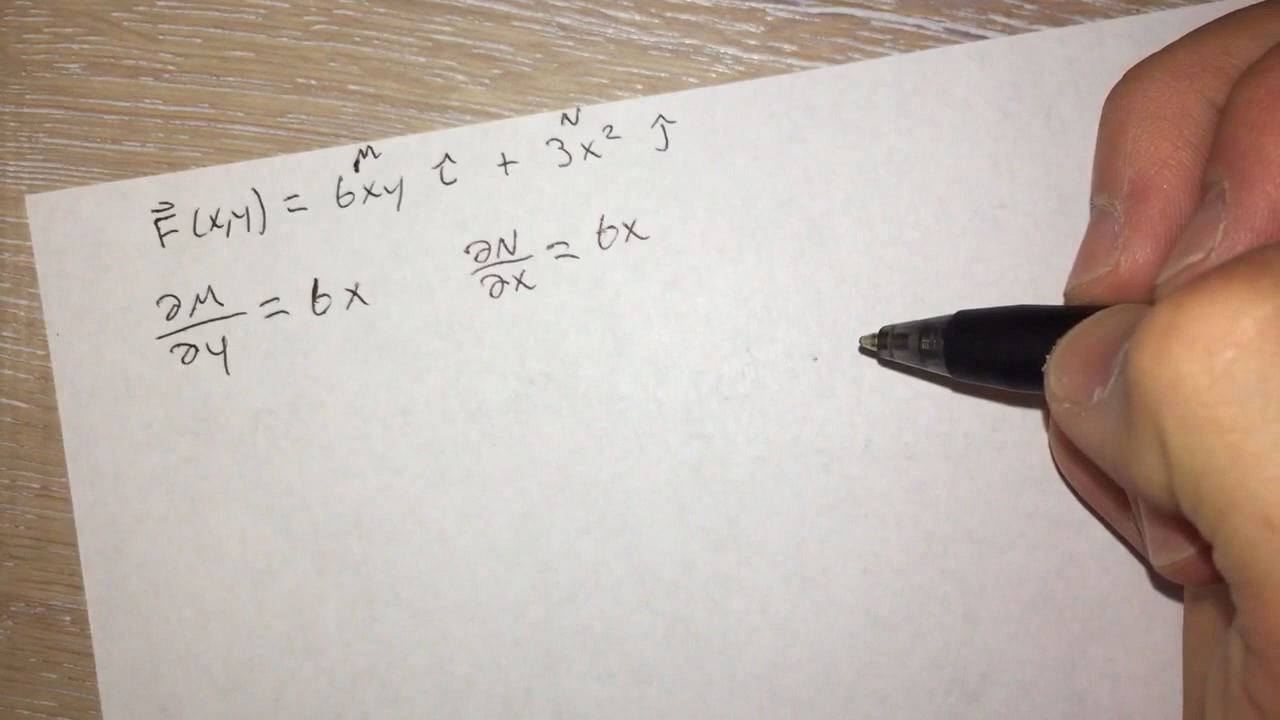 M N
F⃗(x,y) = 6xy î + 3x² ĵ
∂M/∂y = 6x ∂N/∂x = 6x